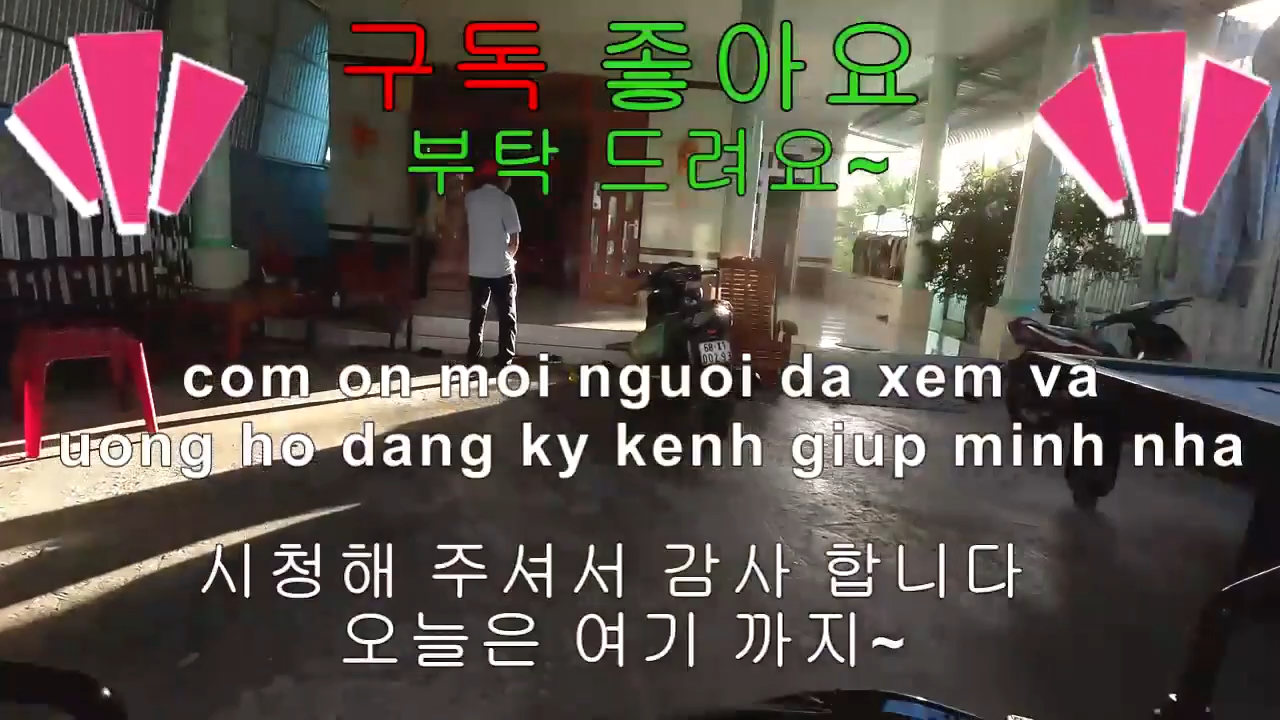 구독 좋아요
부탁 드려요~
68-X1
com on moi nguoi da xem va
uong ho dang ky kenh giup minh nha
시청해 주셔서 감사 합니다
오늘은 여기 까지~